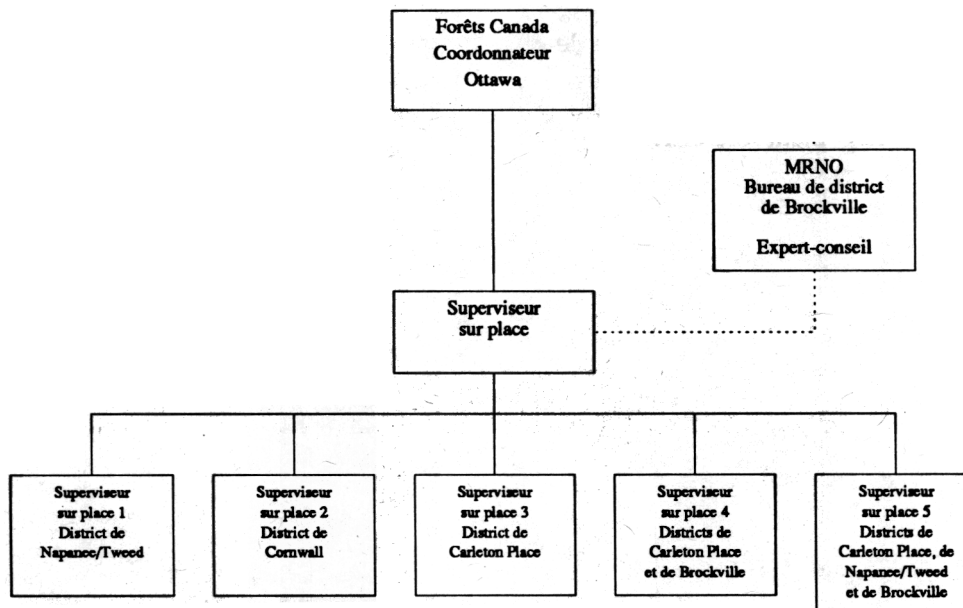 Forêts Canada
Coordonnateur
Ottawa
MRNO
Bureau de district
de Brockville
Expert-conseil
Superviseur
sur place
Superviseur
sur place 1
District de
Napanee/Tweed
Superviseur
sur place 2
District de
Cornwall
Superviseur
sur place 3
District de
Carleton Place
Superviseur
sur place 4
Districts de
Carleton Place
et de Brockville
Superviseur
sur place 5
Districts de
Carleton Place, de
Napanee/Tweed
et de Brockville